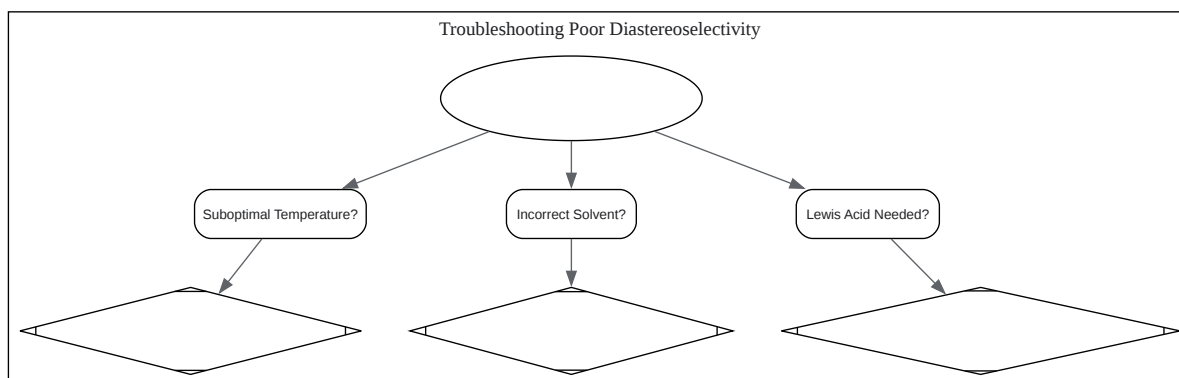 Troubleshooting Poor Diastereoselectivity
Suboptimal Temperature?
Incorrect Solvent?
Lewis Acid Needed?